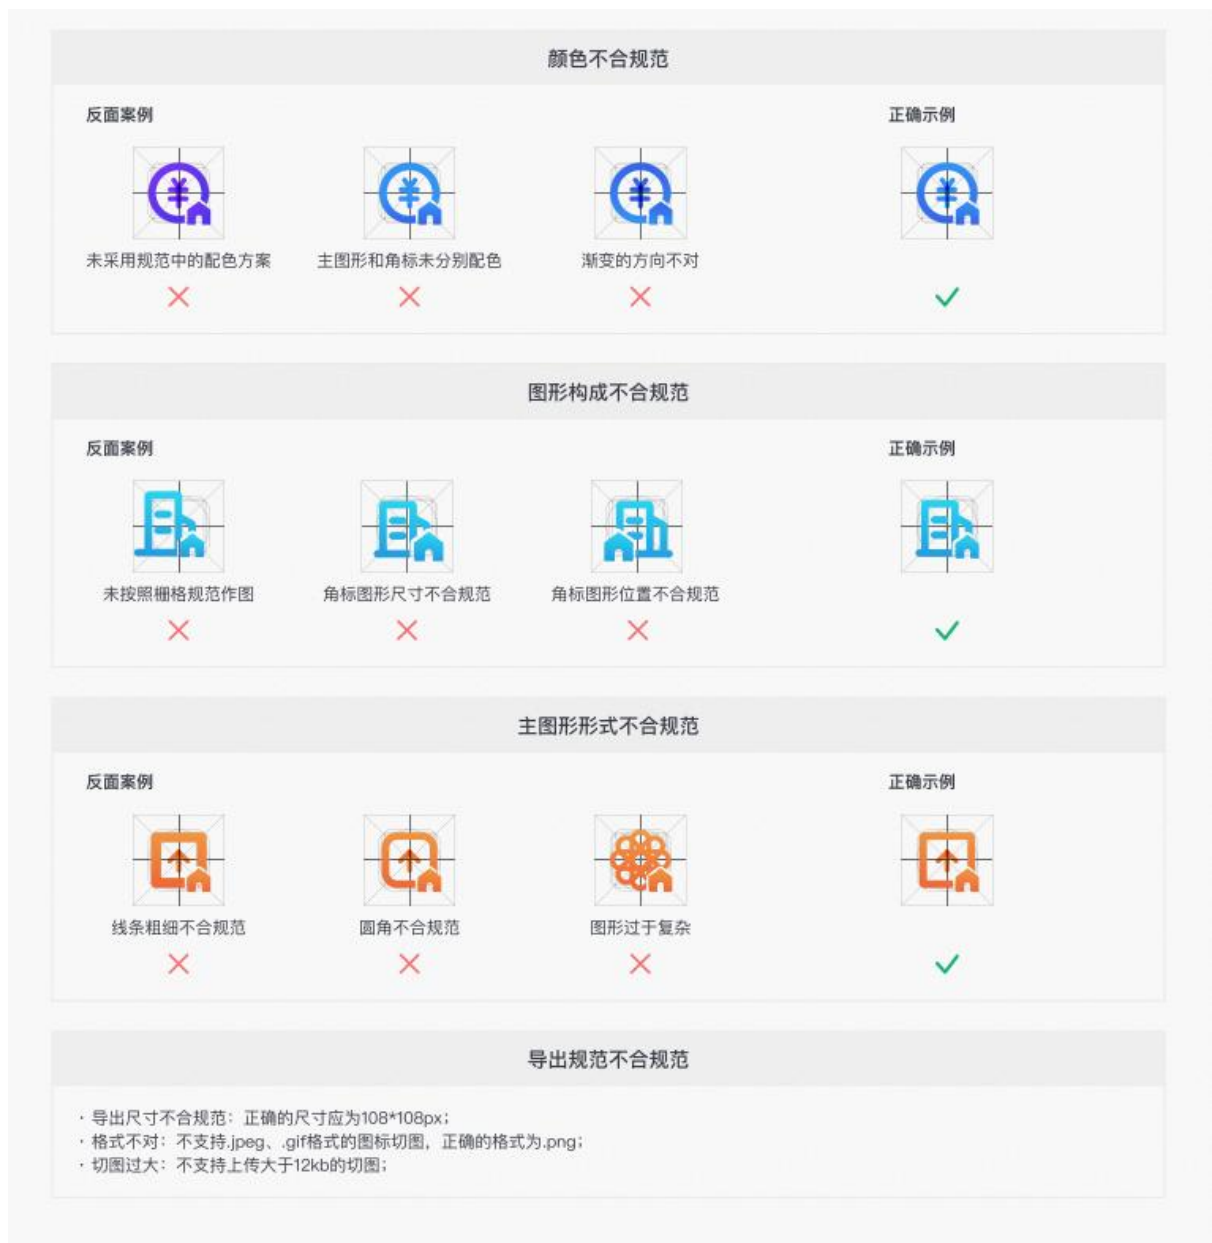 颜色不合规范
反面案例
正确示例
¥ ¥ ¥ ¥
未采用规范中的配色方案 主图形和角标未分别配色 渐变的方向不对
图形构成不合规范
反面案例
正确示例
未按照栅格规范作图 角标图形尺寸不合规范 角标图形位置不合规范
主图形形式不合规范
反面案例
正确示例
线条粗细不合规范 圆角不合规范 图形过于复杂
导出规范不合规范
· 导出尺寸不合规范：正确的尺寸应为108*108px；
· 格式不对：不支持.jpeg、.gif格式的图标切图，正确的格式为.png；
· 切图过大：不支持上传大于12kb的切图；